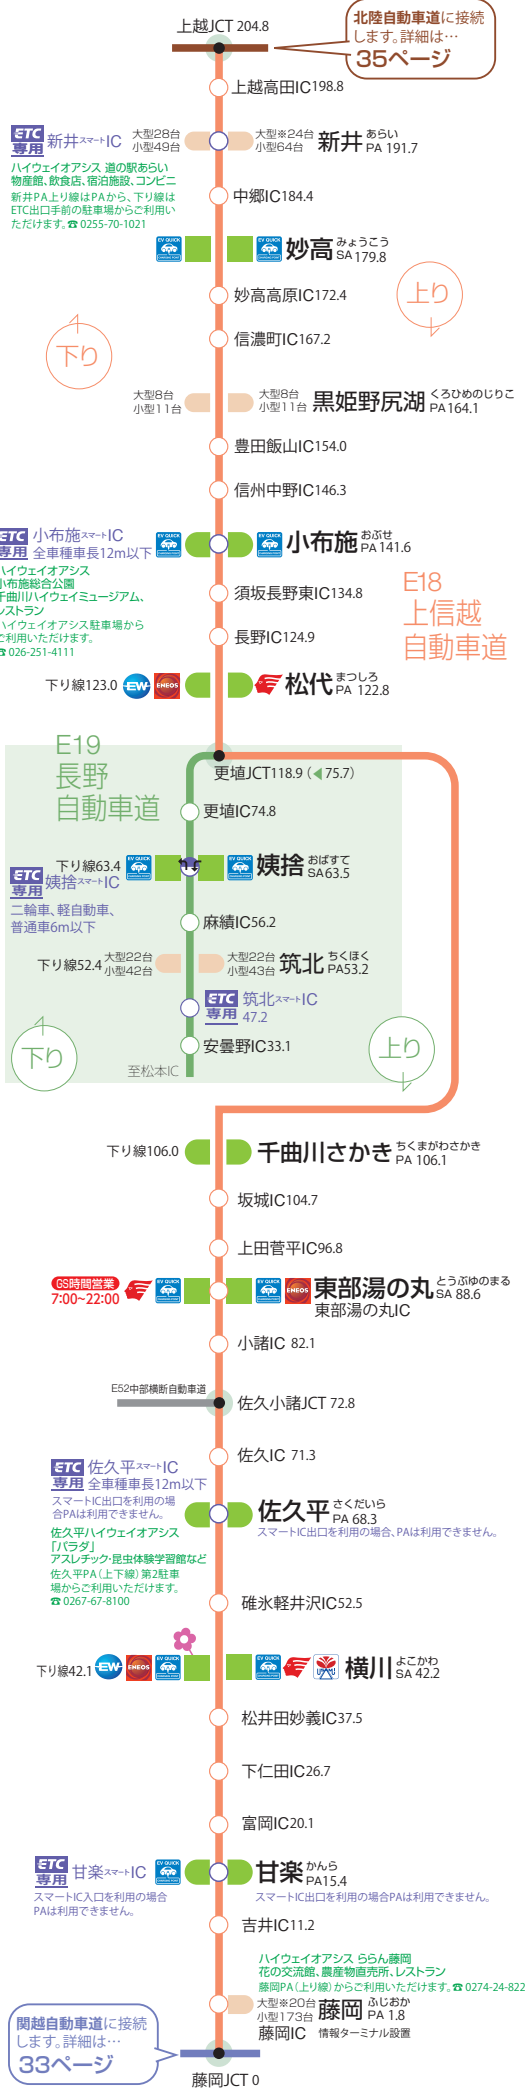 上越JCT 204.8
北陸自動車道に接続
します。詳細は…
35ページ
上越高田IC198.8
ETC
専用
新井スマートIC
大型28台
小型49台
大型※24台
小型64台
新井 あらい
PA 191.7
ハイウェイオアシス 道の駅あらい
物産館、飲食店、宿泊施設、コンビニ
新井PA上り線はPAから、下り線は
ETC出口手前の駐車場からご利用い
ただけます。☎ 0255-70-1021
中郷IC184.4
EV QUICK
EV QUICK
妙高 みょうこう
SA 179.8
妙高高原IC172.4
上り
下り
信濃町IC167.2
大型8台
小型11台
大型8台
小型11台
黒姫野尻湖 くろひめのじりこ
PA 164.1
豊田飯山IC154.0
信州中野IC146.3
ETC
専用
小布施スマートIC
全車種車長12m以下
EV QUICK
EV QUICK
小布施 おぶせ
PA 141.6
ハイウェイオアシス
小布施総合公園
千曲川ハイウェイミュージアム、
レストラン
ハイウェイオアシス駐車場から
ご利用いただけます。
☎ 026-251-4111
E18
上信越
自動車道
須坂長野東IC134.8
長野IC124.9
下り線123.0
EW
ENEOS
松代 まつしろ
PA 122.8
E19
長野
自動車道
更埴JCT118.9 (◀75.7)
更埴IC74.8
下り線63.4
EV QUICK
EV QUICK
姨捨 おばすて
SA63.5
ETC
専用
姨捨スマートIC
二輪車、軽自動車、
普通車6m以下
麻績IC56.2
下り線52.4
大型22台
小型42台
大型22台
小型43台
筑北 ちくほく
PA53.2
ETC
専用
筑北スマートIC
47.2
下り
上り
安曇野IC33.1
至松本IC
下り線106.0
千曲川さかき ちくまがわさかき
PA 106.1
坂城IC104.7
上田菅平IC96.8
GS時間営業
7:00~22:00
EV QUICK
EV QUICK
ENEOS
東部湯の丸 とうぶゆのまる
SA 88.6
東部湯の丸IC
小諸IC 82.1
E52中部横断自動車道
佐久小諸JCT 72.8
佐久IC 71.3
ETC
専用
佐久平スマートIC
全車種車長12m以下
スマートIC出口を利用の場
合PAは利用できません。
佐久平 さくだいら
PA 68.3
スマートIC出口を利用の場合、PAは利用できません。
佐久平ハイウェイオアシス
「パラダ」
アスレチック・昆虫体験学習館など
佐久平PA（上下線）第2駐車
場からご利用いただけます。
☎ 0267-67-8100
碓氷軽井沢IC52.5
下り線42.1
EW
ENEOS
EV QUICK
EV QUICK
横川 よこかわ
SA 42.2
松井田妙義IC37.5
下仁田IC26.7
富岡IC20.1
ETC
専用
甘楽スマートIC
EV QUICK
甘楽 かんら
PA15.4
スマートIC入口を利用の場合
PAは利用できません。
スマートIC出口を利用の場合PAは利用できません。
吉井IC11.2
ハイウェイオアシス ららん藤岡
花の交流館、農産物直売所、レストラン
藤岡PA（上り線）からご利用いただけます。☎ 0274-24-822
大型※20台
小型173台
藤岡 ふじおか
PA 1.8
藤岡IC 情報ターミナル設置
関越自動車道に接続
します。詳細は…
33ページ
藤岡JCT 0